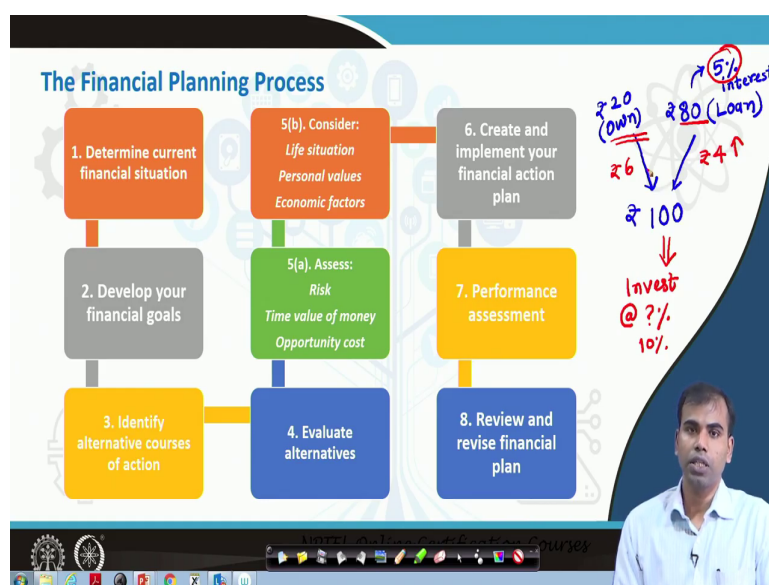 The Financial Planning Process
1. Determine current
financial situation
2. Develop your
financial goals
3. Identify
alternative courses
of action
4. Evaluate
alternatives
5(a). Assess:
Risk
Time value of money
Opportunity cost
5(b). Consider:
Life situation
Personal values
Economic factors
6. Create and
implement your
financial action
plan
7. Performance
assessment
8. Review and
revise financial
plan
5%
interest
₹20
(Own)
₹80 (Loan)
₹6
₹4
₹100
Invest
@ ?%
10%
NPTEL Online Certification Courses